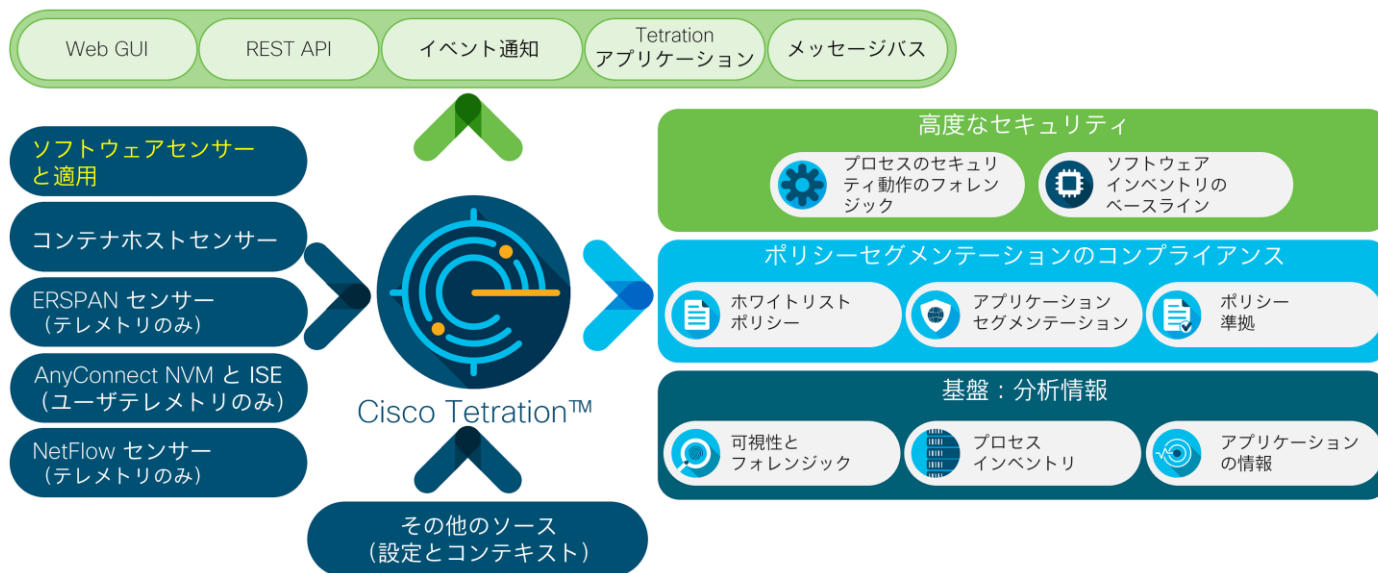 Web GUI
REST API
イベント通知
Tetration
アプリケーション
メッセージバス
ソフトウェアセンサー
と適用
コンテナホストセンサー
ERSPAN センサー
（テレメトリのみ）
AnyConnect NVM と ISE
（ユーザテレメトリのみ）
NetFlow センサー
（テレメトリのみ）
Cisco Tetration™
その他のソース
（設定とコンテキスト）
高度なセキュリティ
プロセスのセキュリ
ティ動作のフォレン
ジック
ソフトウェア
インベントリの
ベースライン
ポリシーセグメンテーションのコンプライアンス
ホワイトリスト
ポリシー
アプリケーション
セグメンテーション
ポリシー
準拠
基盤：分析情報
可視性と
フォレンジック
プロセス
インベントリ
アプリケーション
の情報